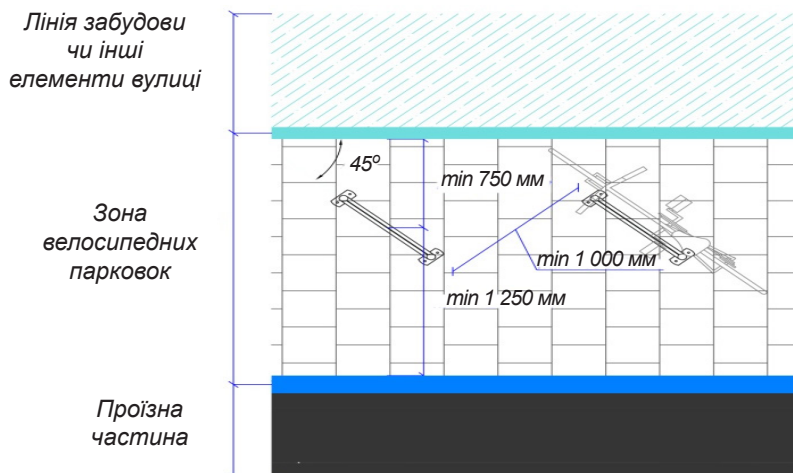 Лінія забудови
чи інші
елементи вулиці
45º
min 750 мм
Зона
велосипедних
парковок
min 1 000 мм
min 1 250 мм
Проїзна
частина